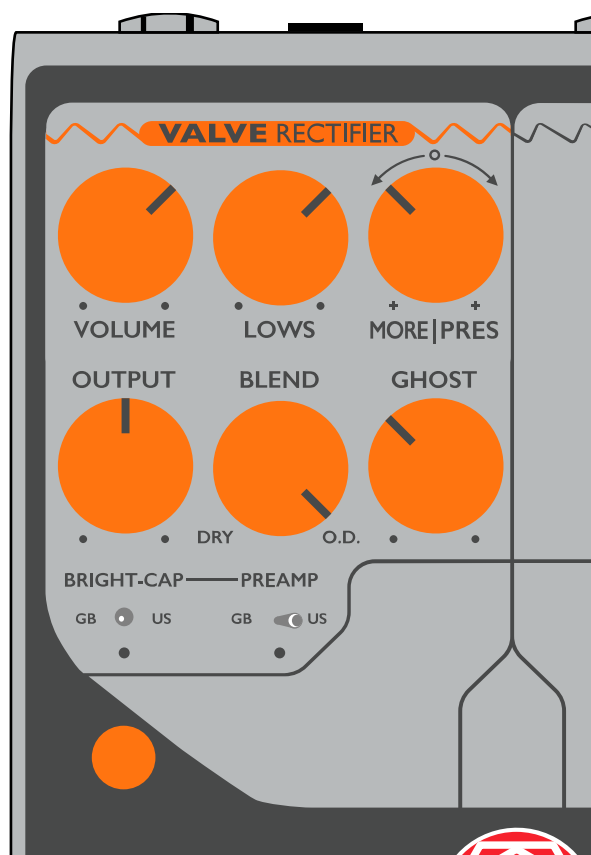 VALVE RECTIFIER
VOLUME LOWS MORE|PRES
OUTPUT BLEND GHOST
DRY O.D.
BRIGHT-CAP PREAMP
GB US GB US